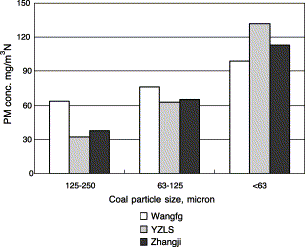 150
120
90
60
30
0
PM conc. mg/m³N
125-250 63-125 <63
Coal particle size, micron
Wangfg
YZLS
Zhangji